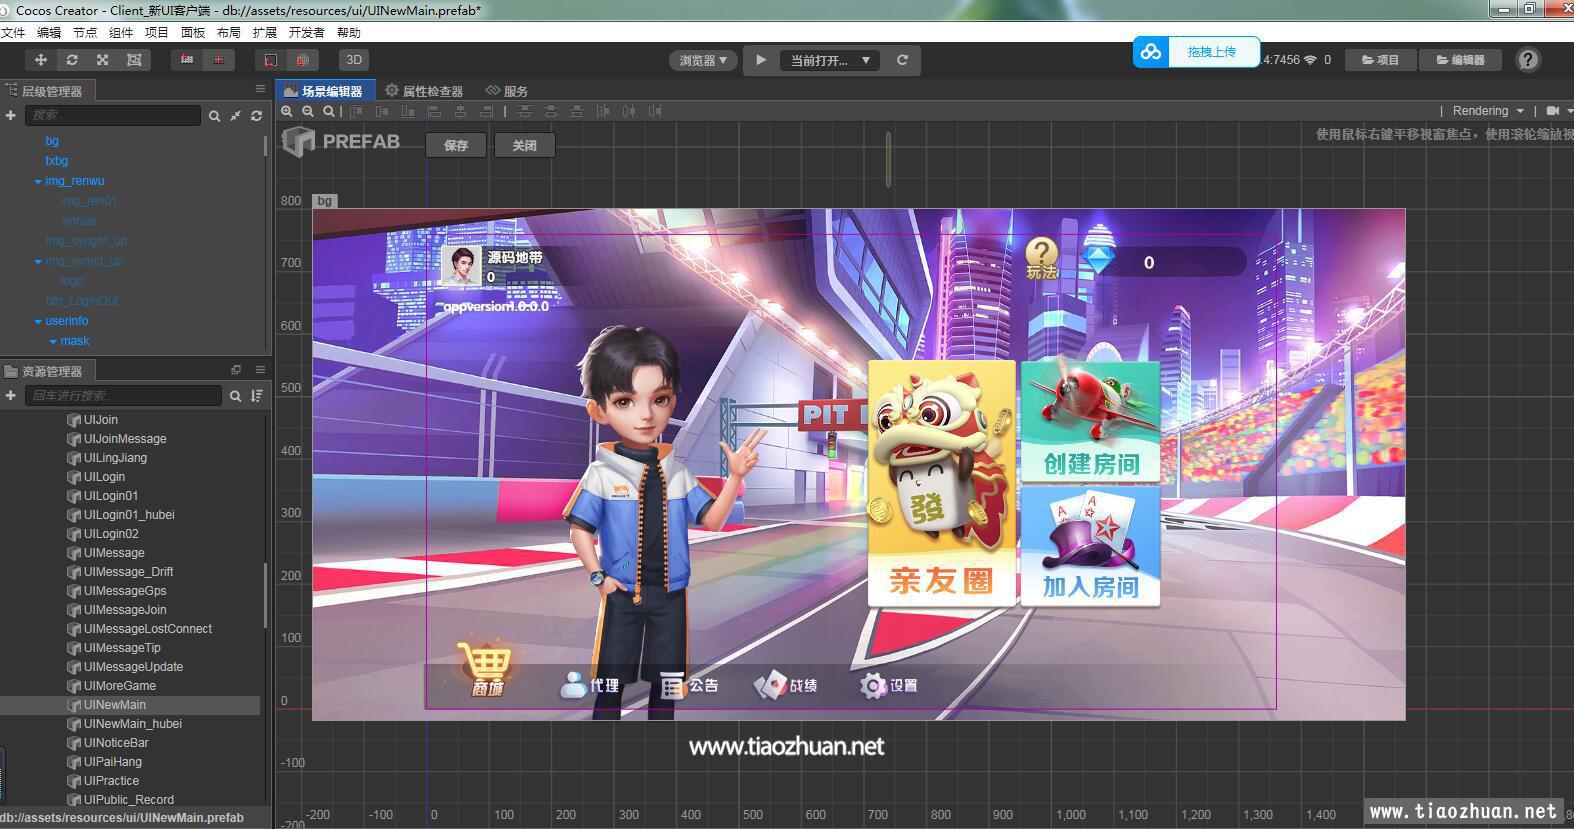 Cocos Creator - Client_新UI客户端 - db://assets/resources/ui/UINewMain.prefab*
文件 编辑 节点 组件 项目 面板 布局 扩展 开发者 帮助
3D
浏览器
当前打开...
拖拽上传
.4:7456
0
项目
编辑器
层级管理器
场景编辑器
属性检查器
服务
搜索...
Rendering
bg
txbg
img_renwu
img_ren01
xinhua
img_syright_up
img_symid_up
logo
btn_LoginOut
userinfo
mask
PREFAB
保存
关闭
使用鼠标右键平移视窗焦点，使用滚轮缩放视
资源管理器
回车进行搜索...
UIJoin
UIJoinMessage
UILingJiang
UILogin
UILogin01
UILogin01_hubei
UILogin02
UIMessage
UIMessage_Drift
UIMessageGps
UIMessageJoin
UIMessageLostConnect
UIMessageTip
UIMessageUpdate
UIMoreGame
UINewMain
UINewMain_hubei
UINoticeBar
UIPaiHang
UIPractice
UIPublic_Record
db://assets/resources/ui/UINewMain.prefab
bg
800
700
600
500
400
300
200
100
0
-100
-200
源码地带
0
appversion1.0.0.0
玩法
0
PIT
發
亲友圈
创建房间
A
A
加入房间
商城
代理
公告
战绩
设置
www.tiaozhuan.net
-200 -100 0 100 200 300 400 500 600 700 800 900 1,000 1,100 1,200 1,300 1,400
www.tiaozhuan.net